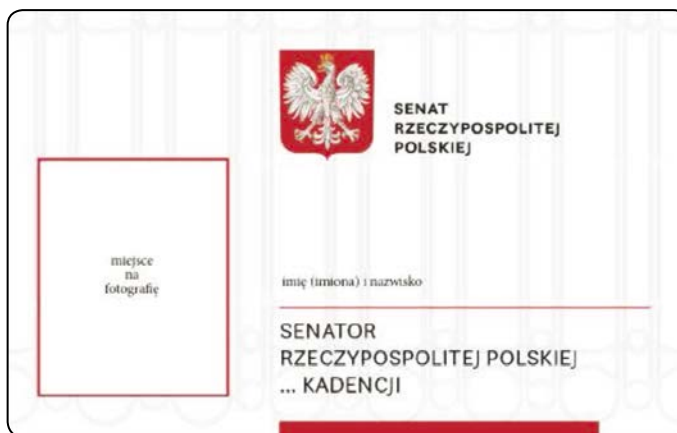 SENAT
RZECZYPOSPOLITEJ
POLSKIEJ
miejsce
na
fotografię
imię (imiona) i nazwisko
SENATOR
RZECZYPOSPOLITEJ POLSKIEJ
... KADENCJI